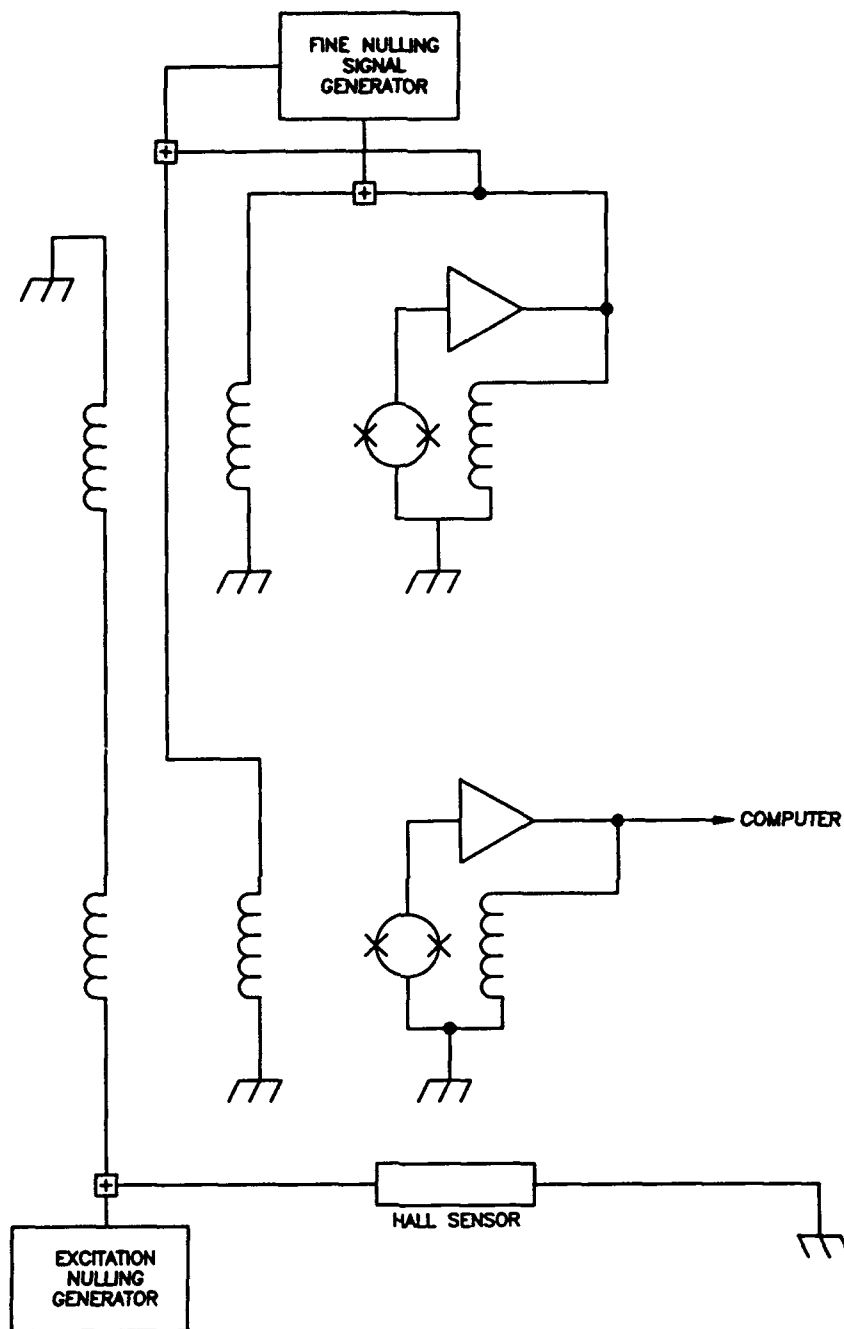 FINE NULLING
SIGNAL
GENERATOR
COMPUTER
HALL SENSOR
EXCITATION
NULLING
GENERATOR